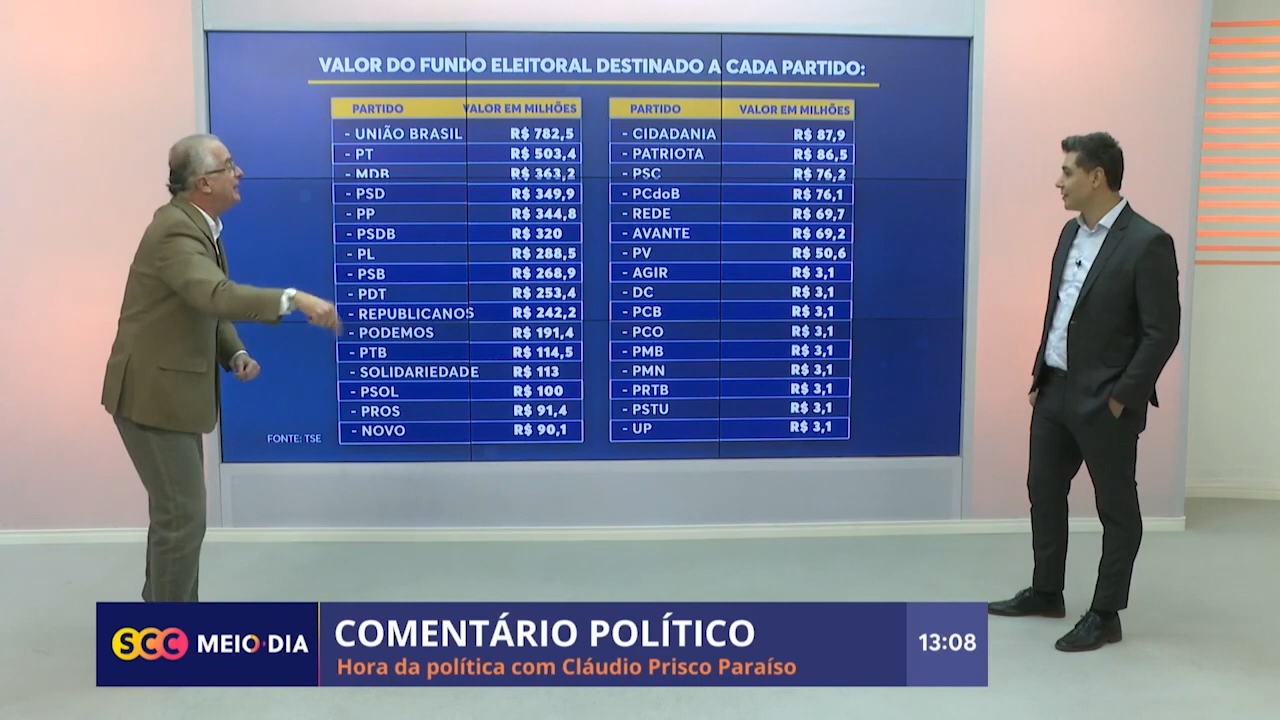 VALOR DO FUNDO ELEITORAL DESTINADO A CADA PARTIDO:
PARTIDO VALOR EM MILHÕES
- UNIÃO BRASIL R$ 782,5
- PT R$ 503,4
- MDB R$ 363,2
- PSD R$ 349,9
- PP R$ 344,8
- PSDB R$ 320
- PL R$ 288,5
- PSB R$ 268,9
- PDT R$ 253,4
- REPUBLICANOS R$ 242,2
- PODEMOS R$ 191,4
- PTB R$ 114,5
- SOLIDARIEDADE R$ 113
- PSOL R$ 100
- PROS R$ 91,4
- NOVO R$ 90,1
PARTIDO VALOR EM MILHÕES
- CIDADANIA R$ 87,9
- PATRIOTA R$ 86,5
- PSC R$ 76,2
- PCdoB R$ 76,1
- REDE R$ 69,7
- AVANTE R$ 69,2
- PV R$ 50,6
- AGIR R$ 3,1
- DC R$ 3,1
- PCB R$ 3,1
- PCO R$ 3,1
- PMB R$ 3,1
- PMN R$ 3,1
- PRTB R$ 3,1
- PSTU R$ 3,1
- UP R$ 3,1
FONTE: TSE
SCC MEIO-DIA
COMENTÁRIO POLÍTICO
Hora da política com Cláudio Prisco Paraíso
13:08